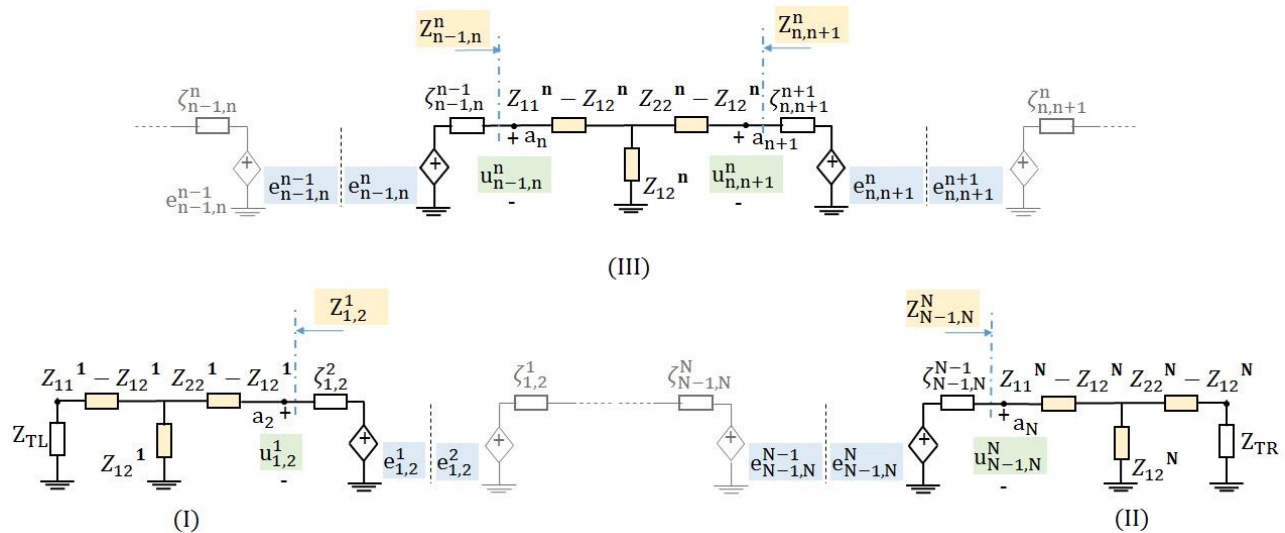 Z^n_{n-1,n} Z^n_{n,n+1}
ζ^n_{n-1,n} ζ^{n-1}_{n-1,n} Z_{11}^n − Z_{12}^n Z_{22}^n − Z_{12}^n ζ^{n+1}_{n,n+1} ζ^n_{n,n+1}
+ a_n + a_{n+1}
+ + + +
e^{n-1}_{n-1,n} e^{n-1}_{n-1,n} e^n_{n-1,n} u^n_{n-1,n} Z_{12}^n u^n_{n,n+1} e^n_{n,n+1} e^{n+1}_{n,n+1}
- -
(III)
Z^1_{1,2} Z^N_{N-1,N}
Z_{11}^1 − Z_{12}^1 Z_{22}^1 − Z_{12}^1 ζ^2_{1,2} ζ^1_{1,2} ζ^N_{N-1,N} ζ^{N-1}_{N-1,N} Z_{11}^N − Z_{12}^N Z_{22}^N − Z_{12}^N
a_2 + a_N +
Z_{TL} + + + + Z_{TR}
Z_{12}^1 u^1_{1,2} e^1_{1,2} e^2_{1,2} e^{N-1}_{N-1,N} e^N_{N-1,N} u^N_{N-1,N} Z_{12}^N
- -
(I) (II)